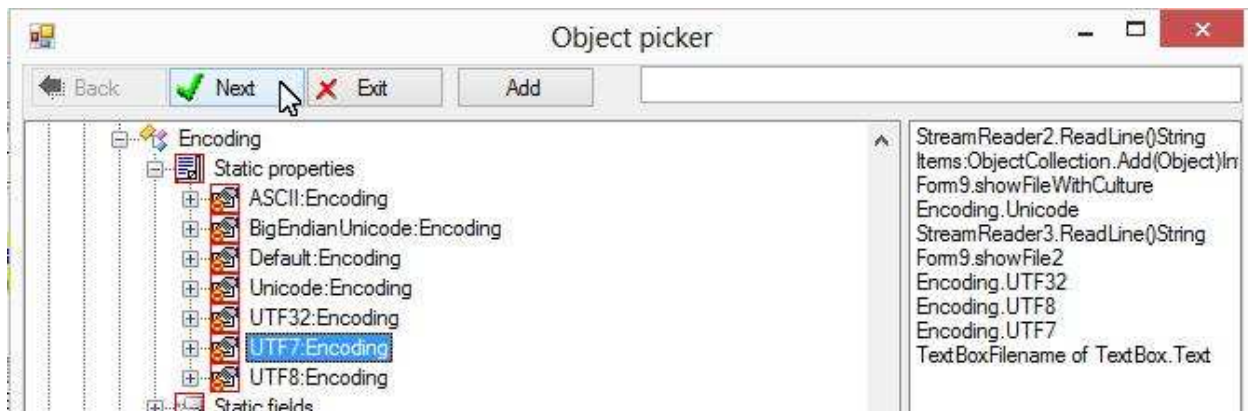 Object picker
Back Next Exit Add
Encoding
Static properties
ASCII:Encoding
BigEndianUnicode:Encoding
Default:Encoding
Unicode:Encoding
UTF32:Encoding
UTF7:Encoding
UTF8:Encoding
Static fields
StreamReader2.ReadLine()String
Items:ObjectCollection.Add(Object)In
Form9.showFileWithCulture
Encoding.Unicode
StreamReader3.ReadLine()String
Form9.showFile2
Encoding.UTF32
Encoding.UTF8
Encoding.UTF7
TextBoxFilename of TextBox.Text